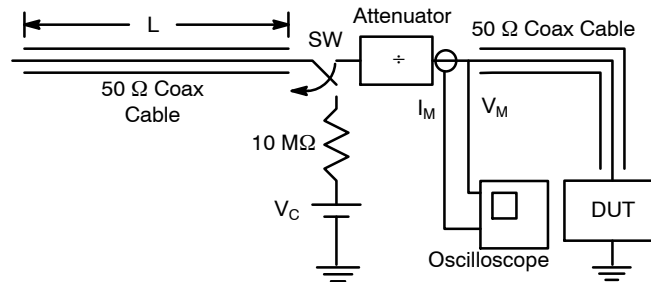 L
50 Ω Coax
Cable
SW
Attenuator
÷
50 Ω Coax Cable
10 MΩ
V_C
I_M
V_M
Oscilloscope
DUT